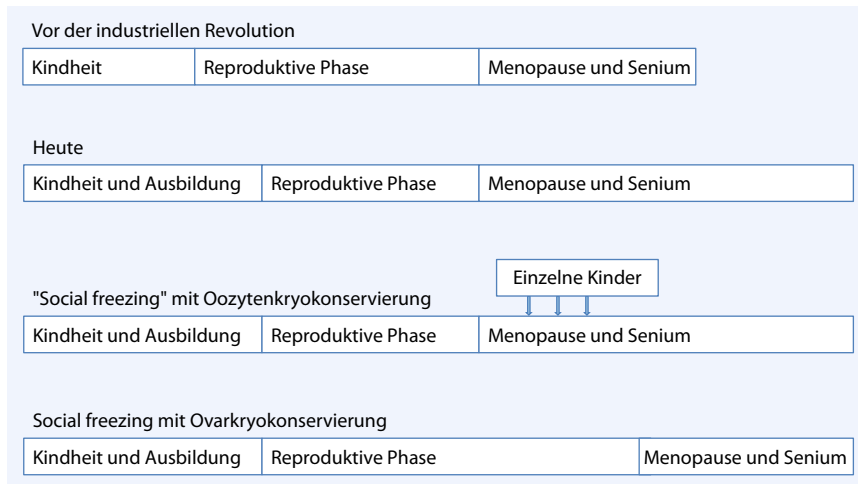 Vor der industriellen Revolution
Kindheit Reproduktive Phase Menopause und Senium
Heute
Kindheit und Ausbildung Reproduktive Phase Menopause und Senium
Einzelne Kinder
"Social freezing" mit Oozytenkryokonservierung
Kindheit und Ausbildung Reproduktive Phase Menopause und Senium
Social freezing mit Ovarkryokonservierung
Kindheit und Ausbildung Reproduktive Phase Menopause und Senium